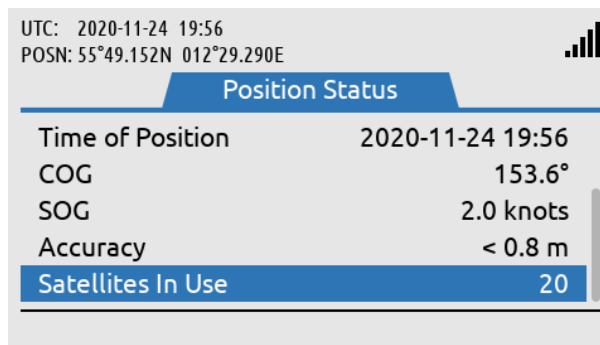 UTC: 2020-11-24 19:56
POSN: 55°49.152N 012°29.290E
Position Status
Time of Position 2020-11-24 19:56
COG 153.6°
SOG 2.0 knots
Accuracy < 0.8 m
Satellites In Use 20